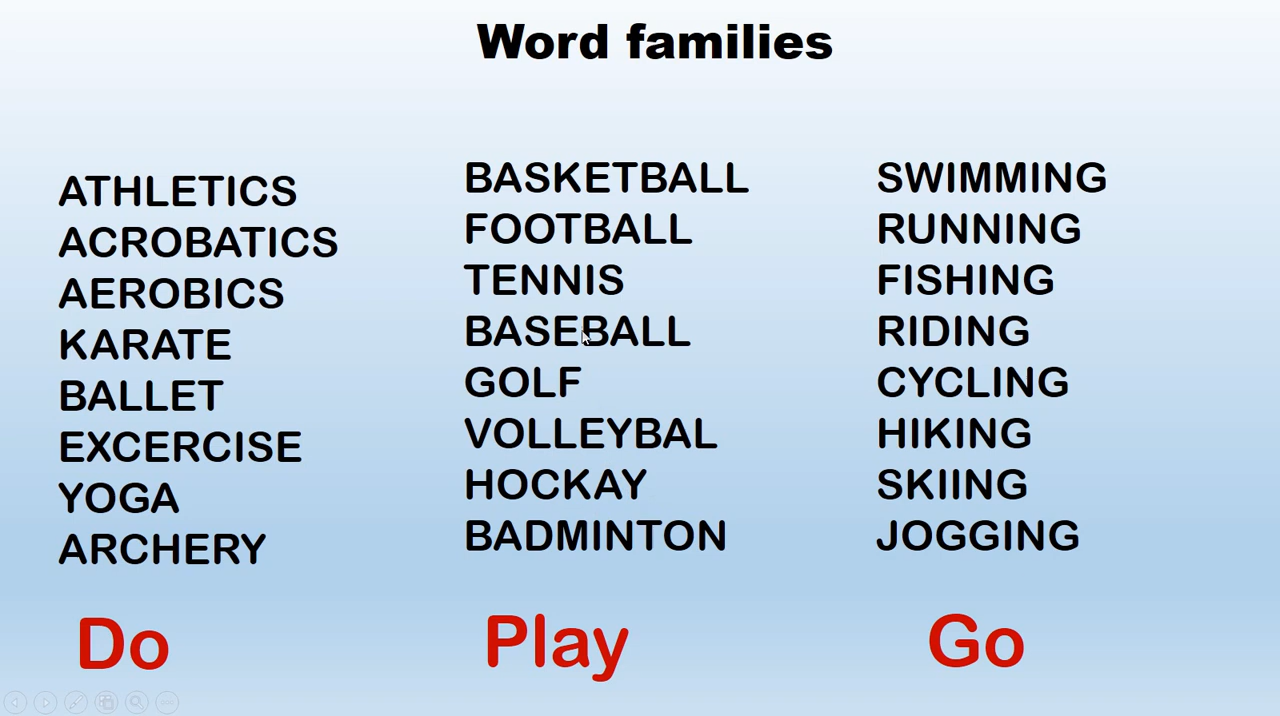 Word families
ATHLETICS
ACROBATICS
AEROBICS
KARATE
BALLET
EXCERCISE
YOGA
ARCHERY
Do
BASKETBALL
FOOTBALL
TENNIS
BASEBALL
GOLF
VOLLEYBAL
HOCKAY
BADMINTON
Play
SWIMMING
RUNNING
FISHING
RIDING
CYCLING
HIKING
SKIING
JOGGING
Go